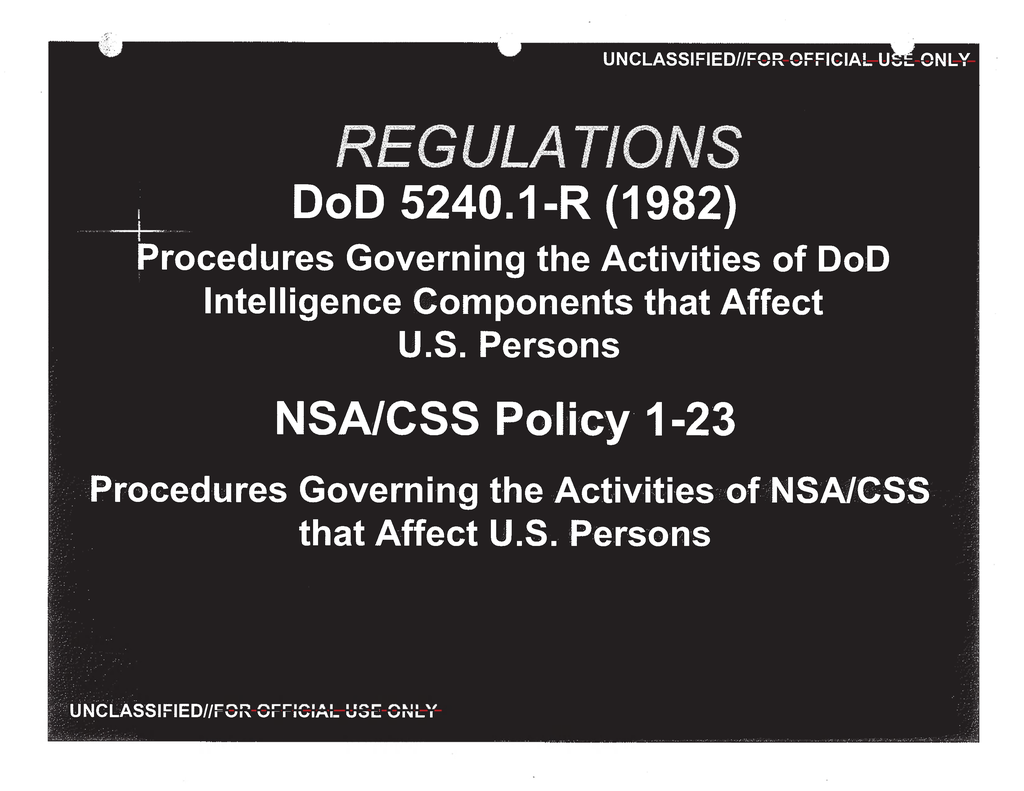 UNCLASSIFIED//FOR OFFICIAL USE ONLY
REGULATIONS
DoD 5240.1-R (1982)
Procedures Governing the Activities of DoD
Intelligence Components that Affect
U.S. Persons
NSA/CSS Policy 1-23
Procedures Governing the Activities of NSA/CSS
that Affect U.S. Persons
UNCLASSIFIED//FOR OFFICIAL USE ONLY